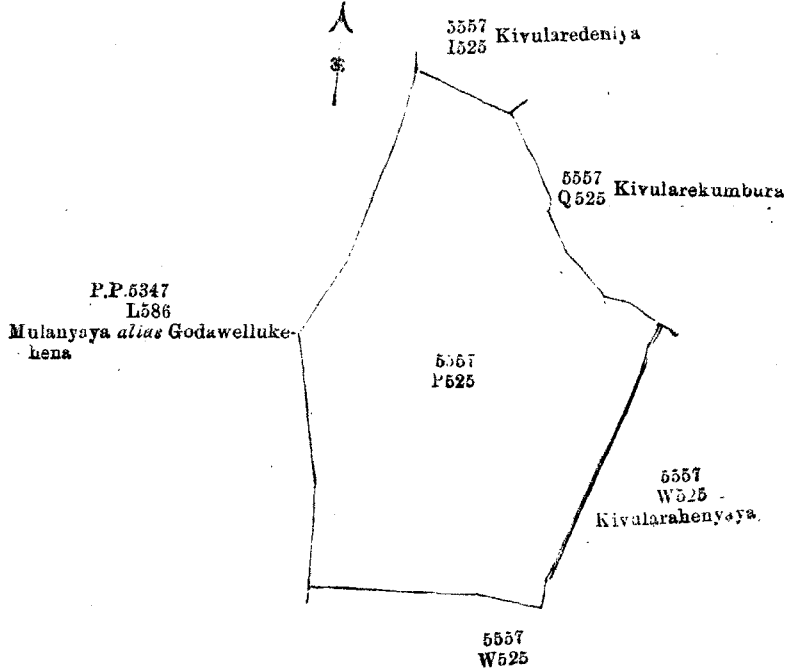 5557
I525 Kivularedeniya
5557
Q525 Kivularekumbura
P.P.5347
L586
Mulanyaya alias Godawelluke-
hena
5557
P525
5557
W525
Kivularahenyaya
5557
W525